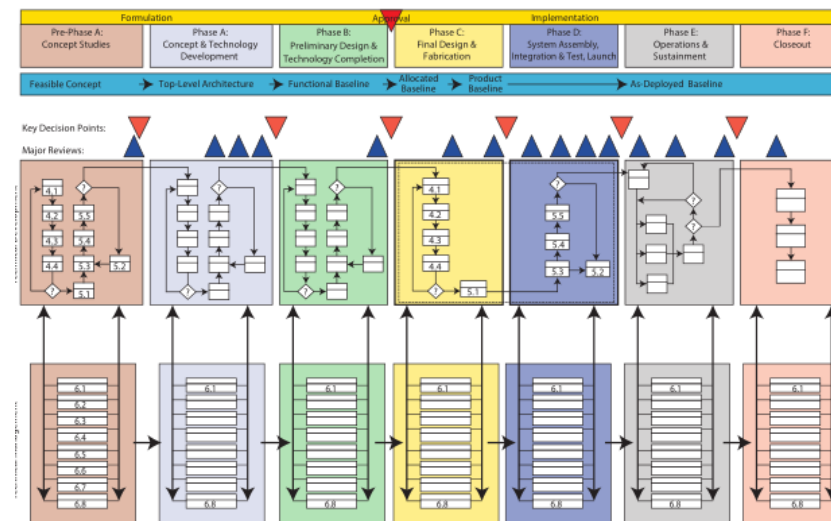 Formulation
Approval
Implementation
Pre-Phase A:
Concept Studies
Phase A:
Concept & Technology
Development
Phase B:
Preliminary Design &
Technology Completion
Phase C:
Final Design &
Fabrication
Phase D:
System Assembly,
Integration & Test, Launch
Phase E:
Operations &
Sustainment
Phase F:
Closeout
Feasible Concept
Top-Level Architecture
Functional Baseline
Allocated
Baseline
Product
Baseline
As-Deployed Baseline
Key Decision Points:
Major Reviews:
4.1
4.2
4.3
4.4
?
5.1
5.3
5.4
5.5
?
5.2
?
?
?
?
4.1
4.2
4.3
4.4
?
?
5.1
?
5.5
5.4
5.3
5.2
?
?
6.1
6.2
6.3
6.4
6.5
6.6
6.7
6.8
6.1
6.8
6.1
6.8
6.1
6.8
6.1
6.8
6.1
6.8
6.1
6.8